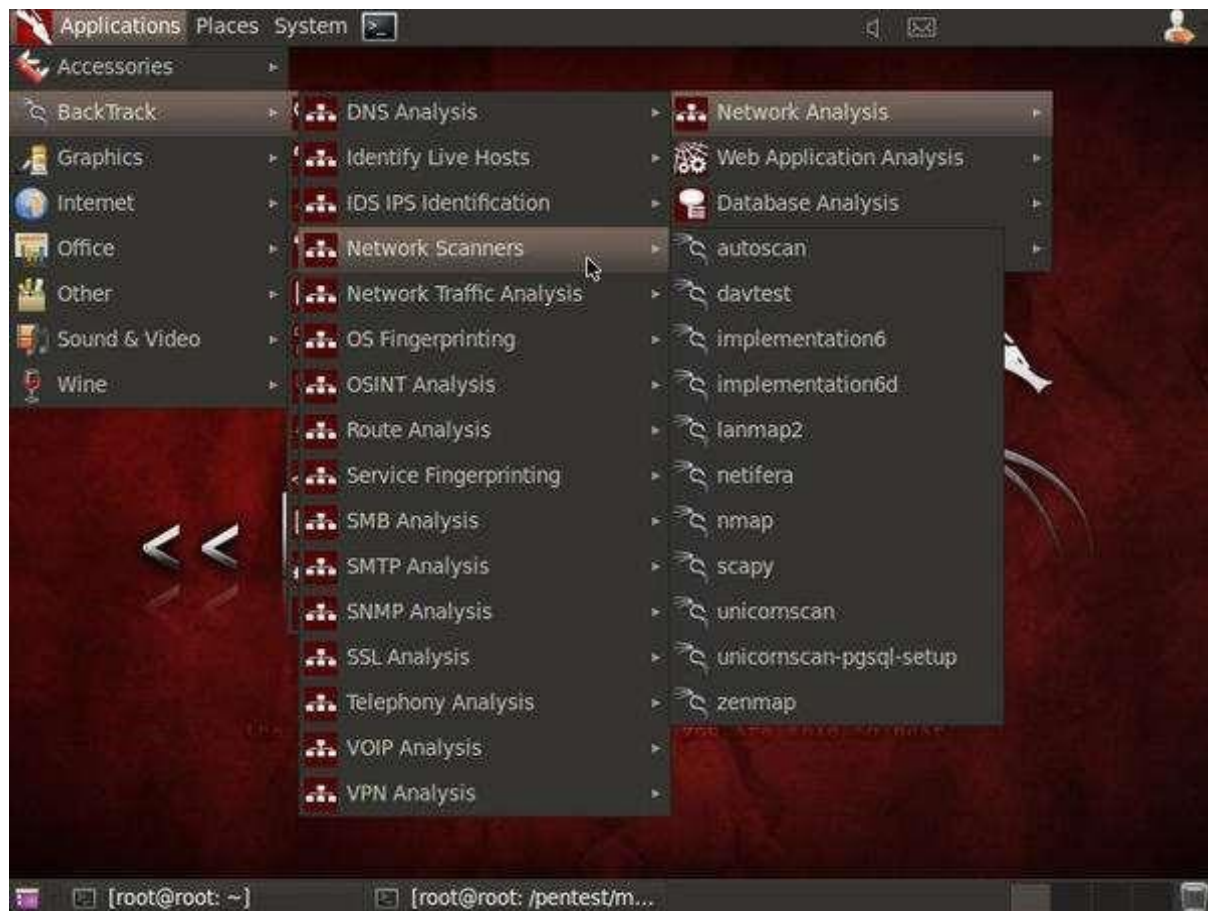 Applications Places System
Accessories
BackTrack
Graphics
Internet
Office
Other
Sound & Video
Wine
DNS Analysis
Identify Live Hosts
IDS IPS Identification
Network Scanners
Network Traffic Analysis
OS Fingerprinting
OSINT Analysis
Route Analysis
Service Fingerprinting
SMB Analysis
SMTP Analysis
SNMP Analysis
SSL Analysis
Telephony Analysis
VOIP Analysis
VPN Analysis
Network Analysis
Web Application Analysis
Database Analysis
autoscan
davtest
implementation6
implementation6d
lanmap2
netifera
nmap
scapy
unicornscan
unicornscan-pgsql-setup
zenmap
<<
[root@root: ~]
[root@root: /pentest/m...